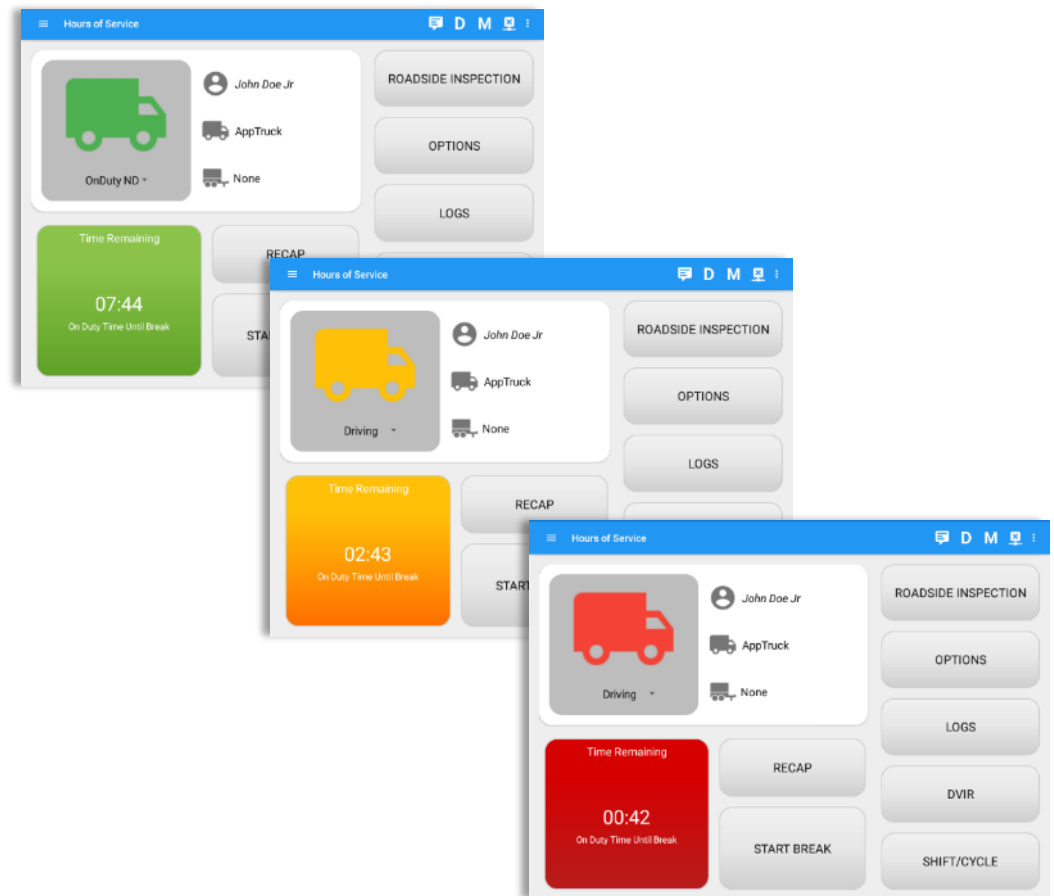 Hours of Service
D M
John Doe Jr
AppTruck
None
OnDuty ND
ROADSIDE INSPECTION
OPTIONS
LOGS
Time Remaining
07:44
On Duty Time Until Break
RECAP
STA
Hours of Service
D M
John Doe Jr
AppTruck
None
Driving
ROADSIDE INSPECTION
OPTIONS
LOGS
Time Remaining
02:43
On Duty Time Until Break
RECAP
START
Hours of Service
D M
John Doe Jr
AppTruck
None
Driving
ROADSIDE INSPECTION
OPTIONS
LOGS
DVIR
SHIFT/CYCLE
Time Remaining
00:42
On Duty Time Until Break
RECAP
START BREAK